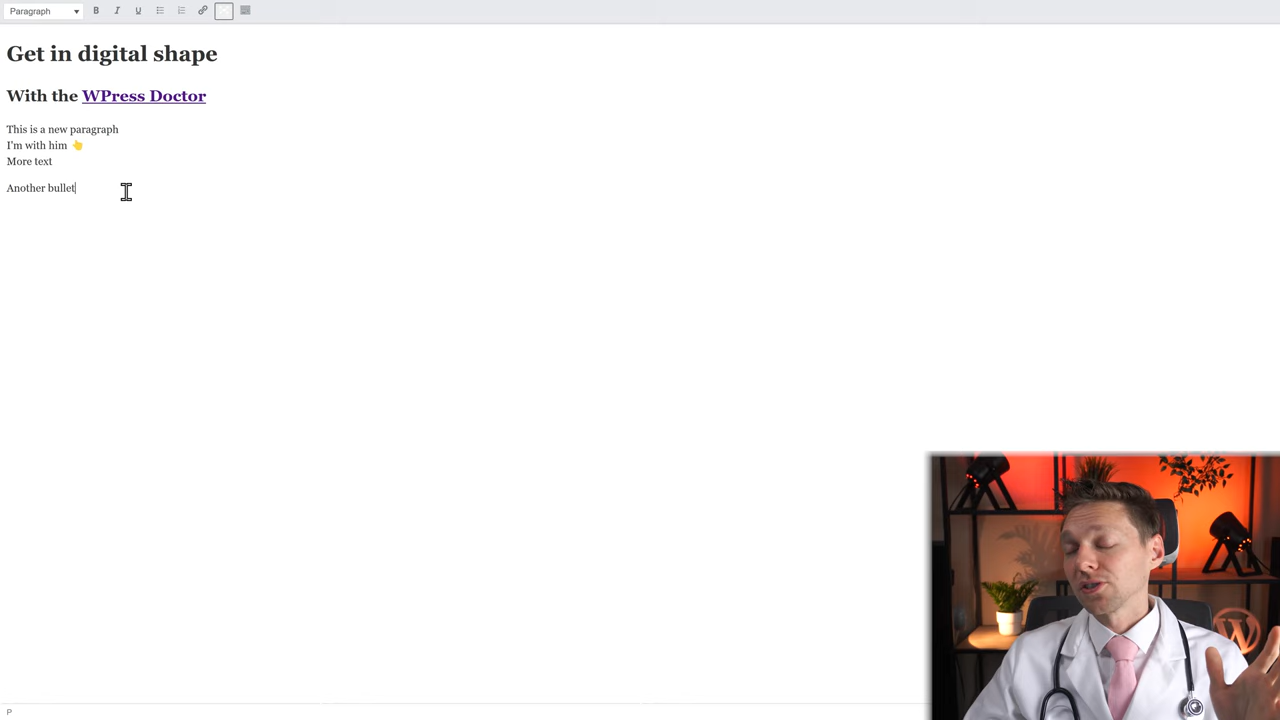 Paragraph
B I U
Get in digital shape
With the WPress Doctor
This is a new paragraph
I'm with him 👆
More text
Another bullet
P